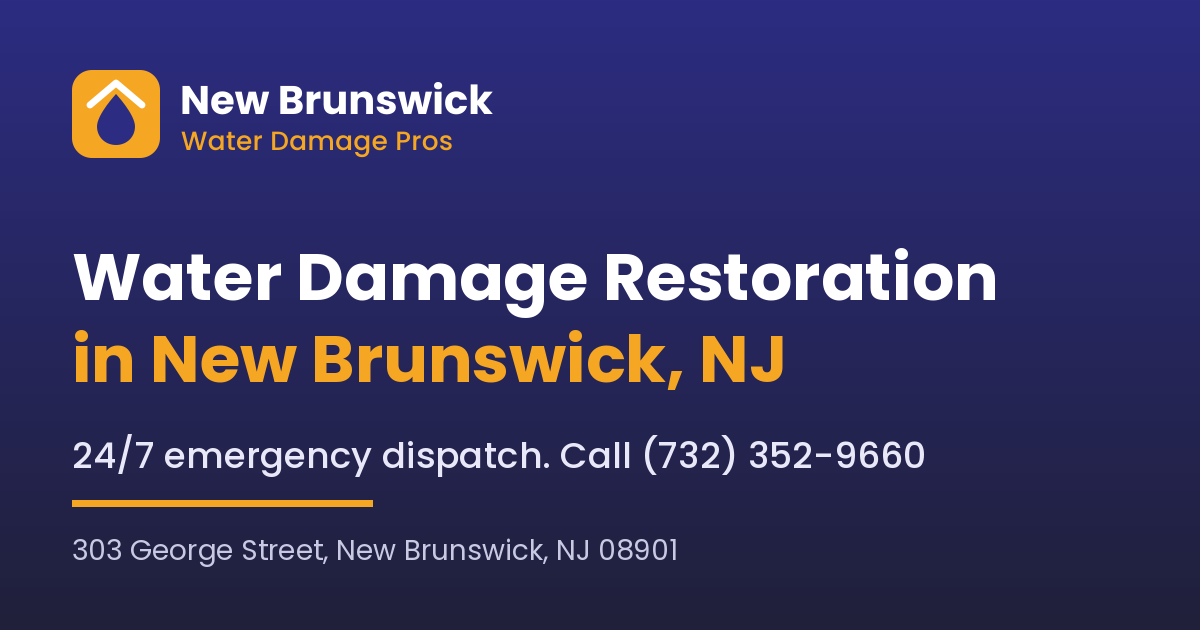 New Brunswick
Water Damage Pros
Water Damage Restoration
in New Brunswick, NJ
24/7 emergency dispatch. Call (732) 352-9660
303 George Street, New Brunswick, NJ 08901